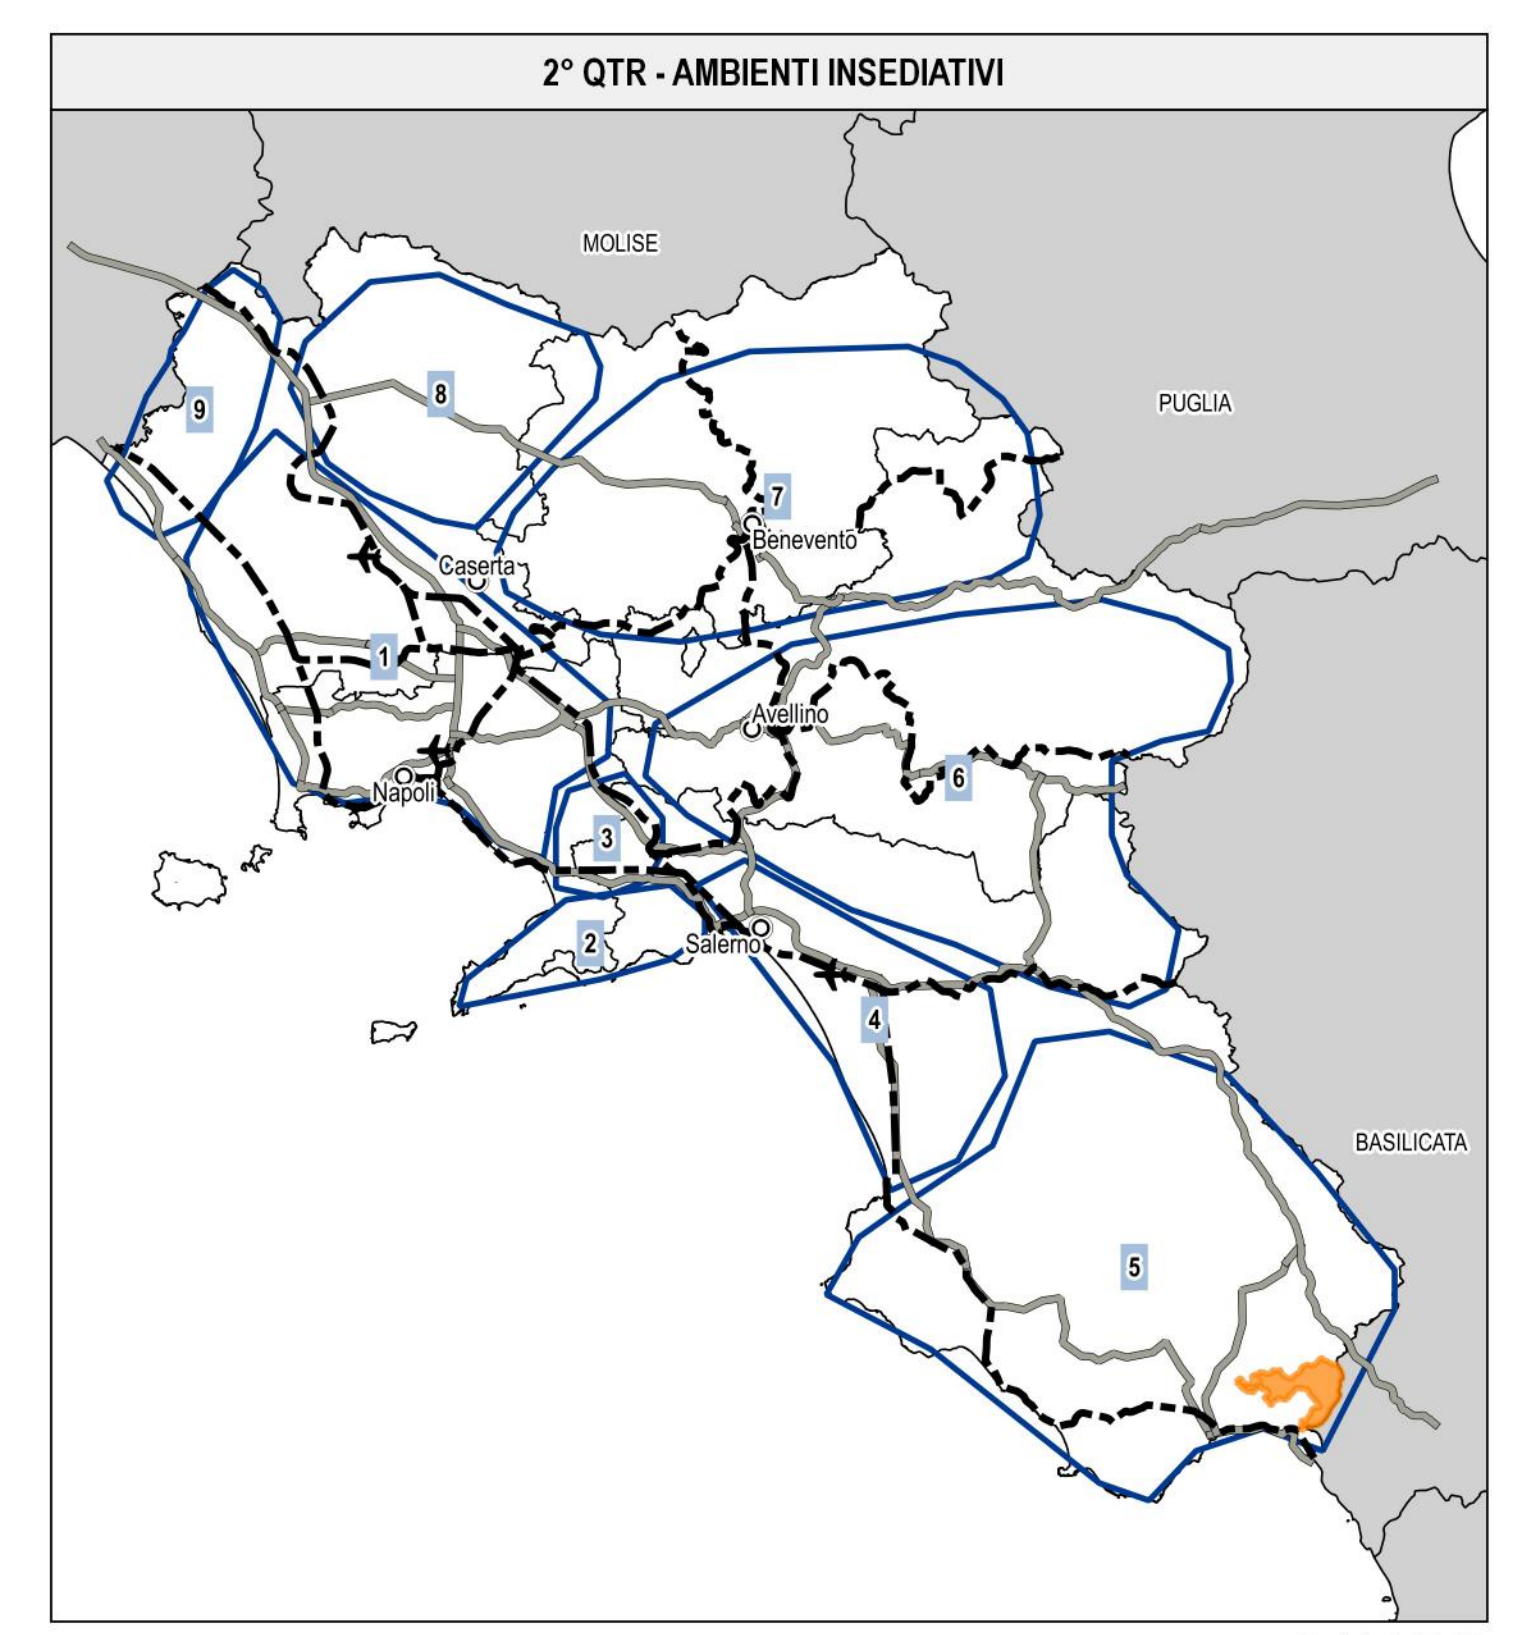 2° QTR - AMBIENTI INSEDIATIVI
MOLISE
8
PUGLIA
9
7
Benevento
Caserta
1
Avellino
6
Napoli
3
2
Salerno
4
BASILICATA
5